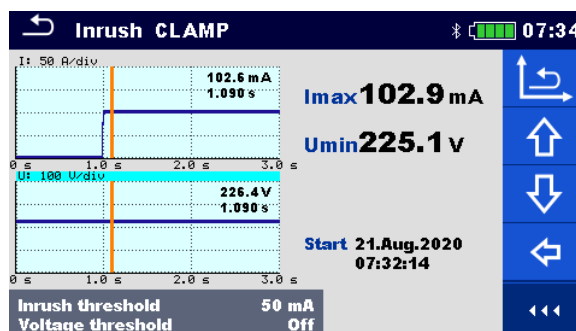 Inrush CLAMP 07:34
I: 50 A/div
102.6 mA
1.090 s
0 s 1.0 s 2.0 s 3.0 s
U: 100 V/div
226.4 V
1.090 s
0 s 1.0 s 2.0 s 3.0 s
Imax 102.9 mA
Umin 225.1 V
Start 21.Aug.2020
07:32:14
Inrush threshold 50 mA
Voltage threshold Off